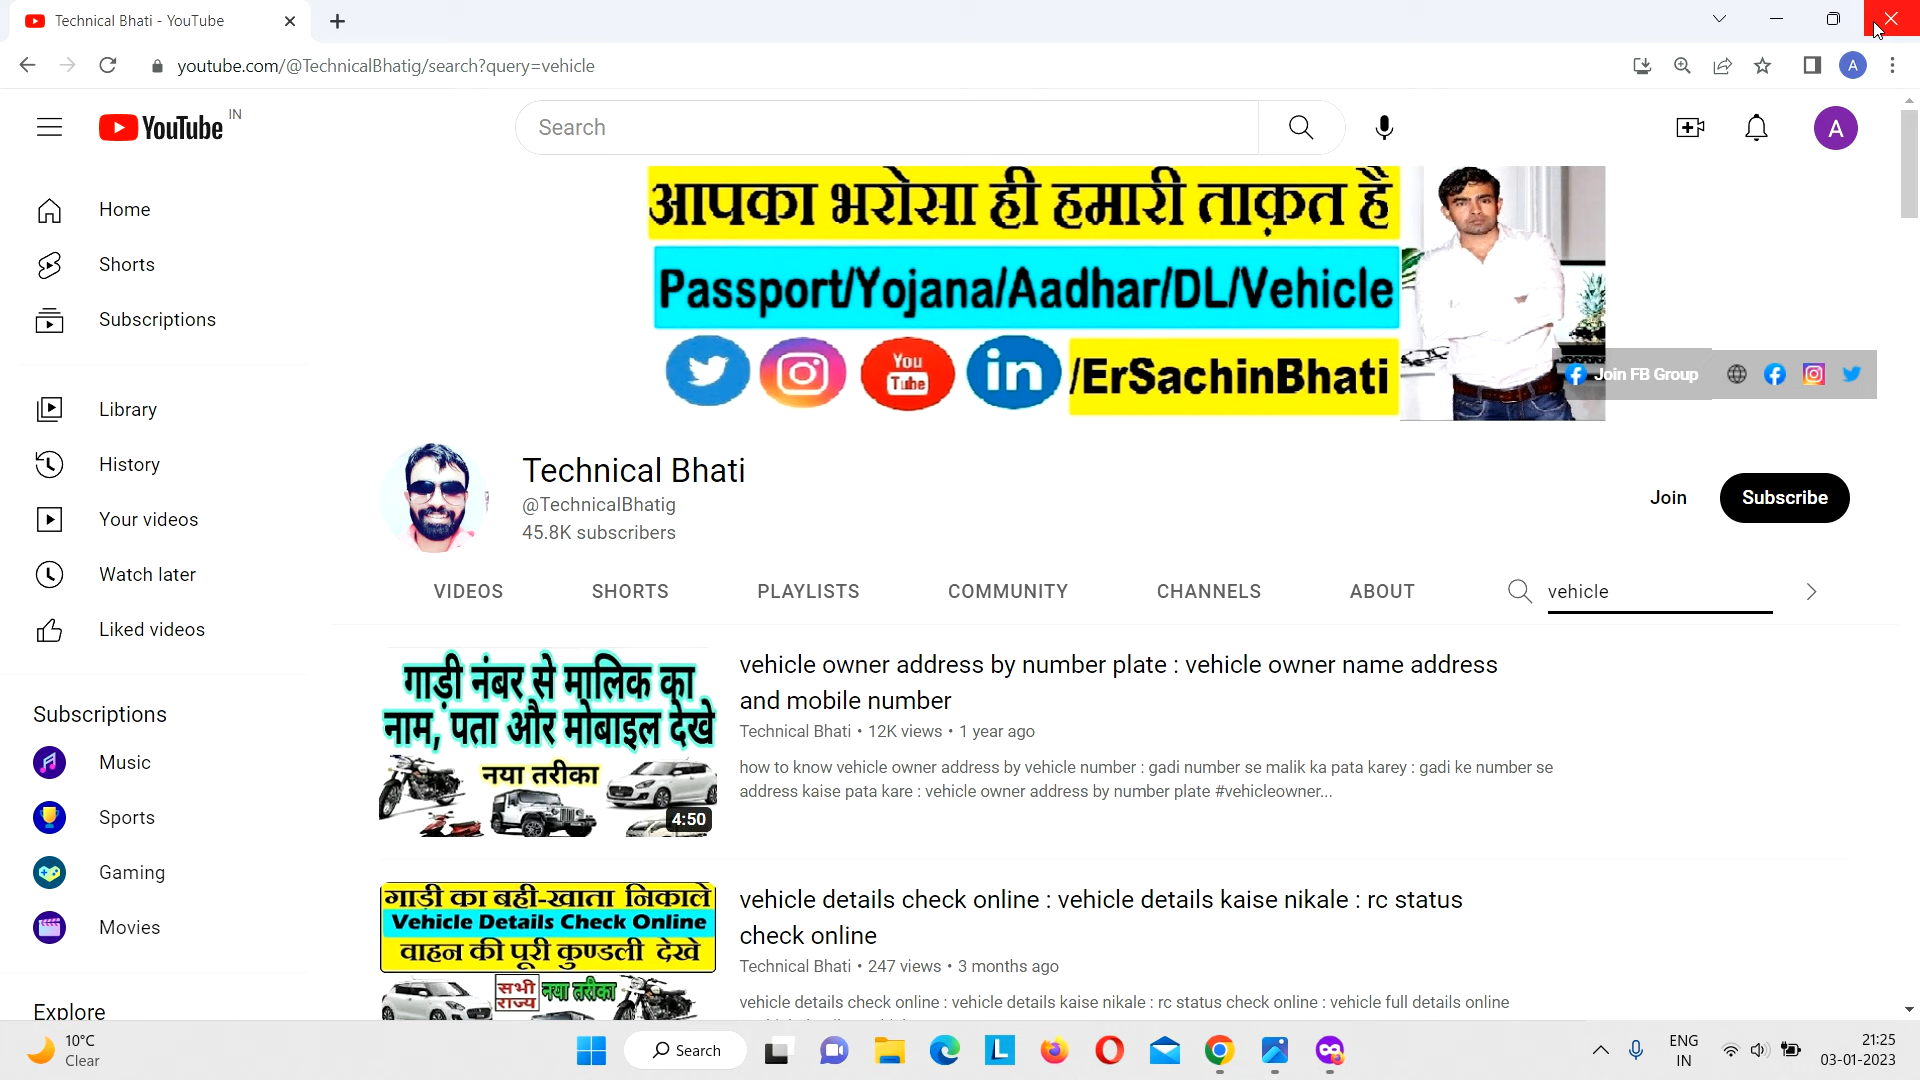 Technical Bhati - YouTube
youtube.com/@TechnicalBhatig/search?query=vehicle
A
YouTube IN
Search
A
Home
Shorts
Subscriptions
Library
History
Your videos
Watch later
Liked videos
Subscriptions
Music
Sports
Gaming
Movies
Explore
आपका भरोसा ही हमारी ताक़त है
Passport/Yojana/Aadhar/DL/Vehicle
You
Tube
in
/ErSachinBhati
Join FB Group
Technical Bhati
@TechnicalBhatig
45.8K subscribers
Join
Subscribe
VIDEOS
SHORTS
PLAYLISTS
COMMUNITY
CHANNELS
ABOUT
vehicle
गाड़ी नंबर से मालिक का
नाम, पता और मोबाइल देखे
नया तरीका
4:50
vehicle owner address by number plate : vehicle owner name address
and mobile number
Technical Bhati • 12K views • 1 year ago
how to know vehicle owner address by vehicle number : gadi number se malik ka pata karey : gadi ke number se
address kaise pata kare : vehicle owner address by number plate #vehicleowner...
गाड़ी का बही-खाता निकाले
Vehicle Details Check Online
वाहन की पूरी कुण्डली देखे
सभी
राज्य
नया तरीका
vehicle details check online : vehicle details kaise nikale : rc status
check online
Technical Bhati • 247 views • 3 months ago
vehicle details check online : vehicle details kaise nikale : rc status check online : vehicle full details online
10°C
Clear
Search
L
ENG
IN
21:25
03-01-2023